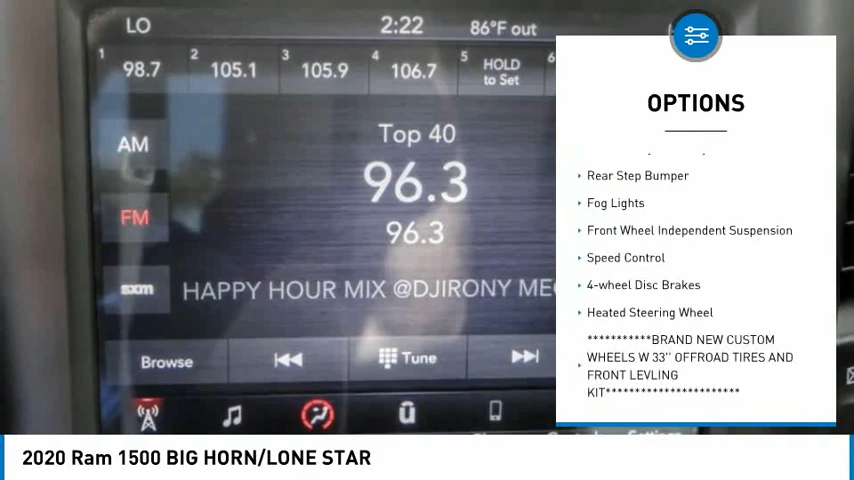 LO 2:22 86°F out
1 98.7 2 105.1 3 105.9 4 106.7 5 HOLD to Set 6
AM
FM
sxm
Top 40
96.3
96.3
HAPPY HOUR MIX @DJIRONY
Browse
Tune
OPTIONS
Rear Step Bumper
Fog Lights
Front Wheel Independent Suspension
Speed Control
4-wheel Disc Brakes
Heated Steering Wheel
***********BRAND NEW CUSTOM
WHEELS W 33'' OFFROAD TIRES AND
FRONT LEVLING
KIT***********************
2020 Ram 1500 BIG HORN/LONE STAR